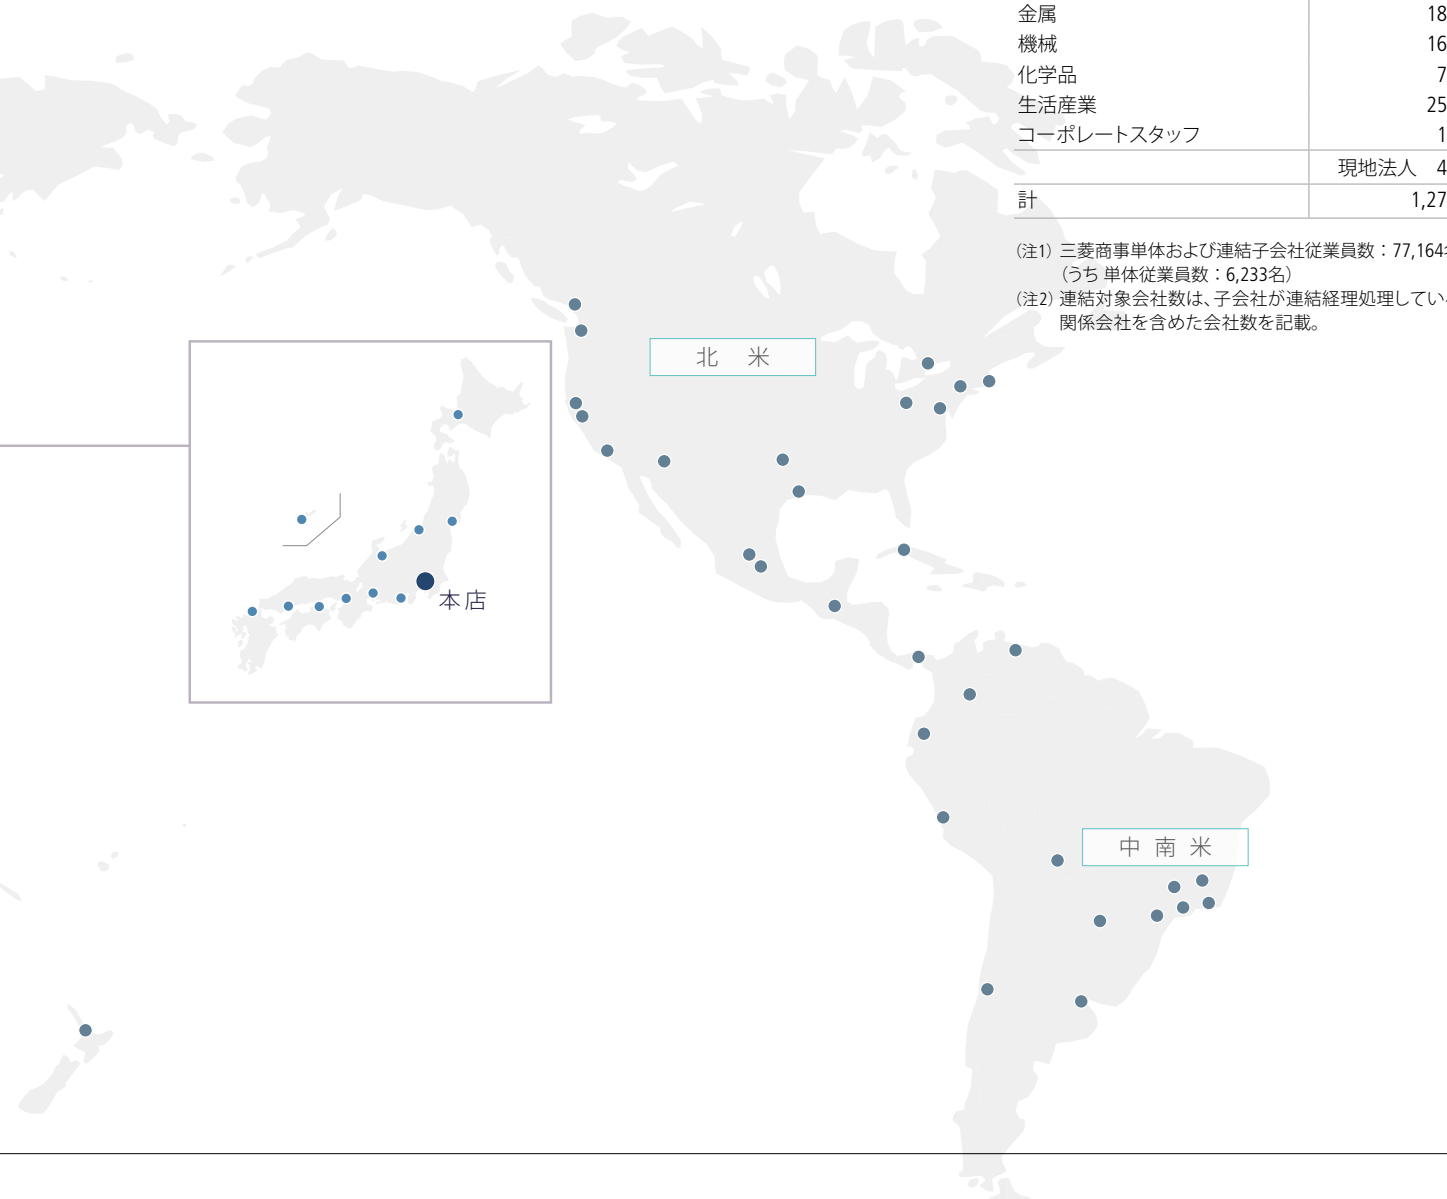 金属 18
機械 16
化学品 7
生活産業 25
コーポレートスタッフ 1
現地法人 4
計 1,27
(注1) 三菱商事単体および連結子会社従業員数：77,164
（うち 単体従業員数：6,233名）
(注2) 連結対象会社数は、子会社が連結経理処理してい
関係会社を含めた会社数を記載。
北 米
本店
中 南 米